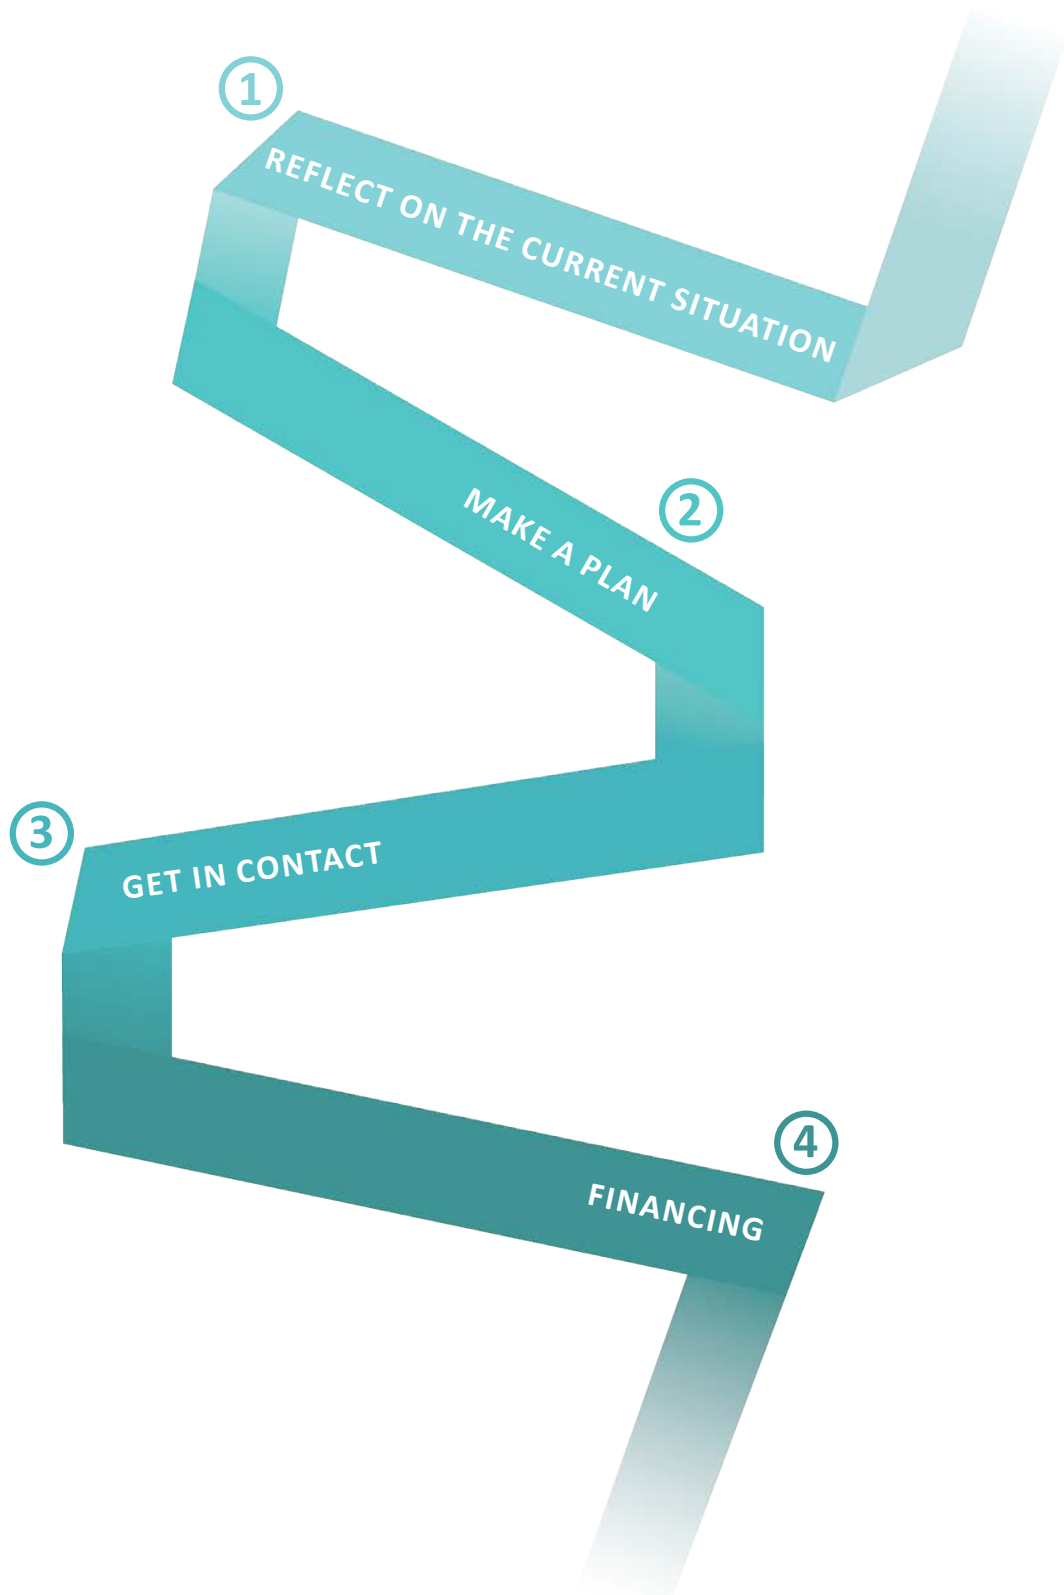 1
REFLECT ON THE CURRENT SITUATION
2
MAKE A PLAN
3
GET IN CONTACT
4
FINANCING